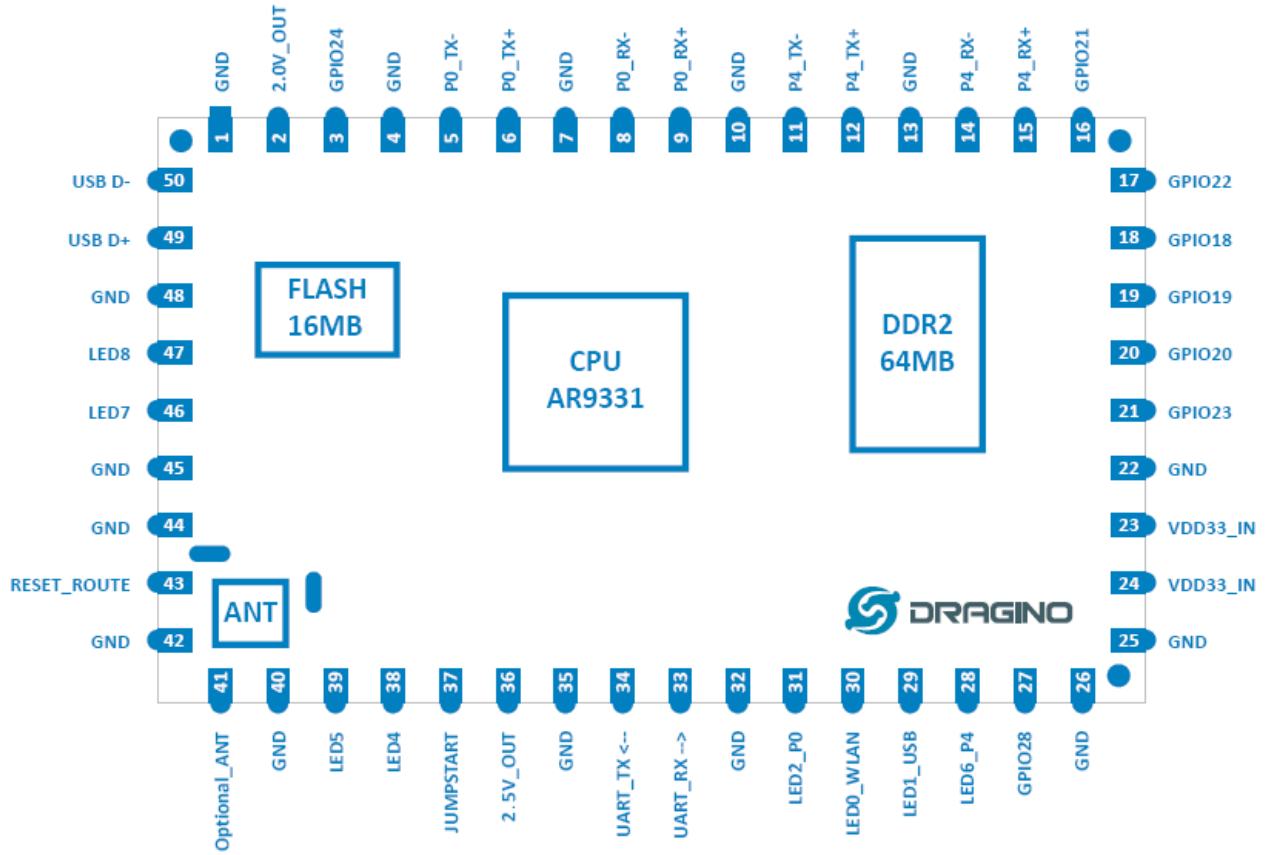 GND
2.0V_OUT
GPIO24
GND
P0_TX-
P0_TX+
GND
P0_RX-
P0_RX+
GND
P4_TX-
P4_TX+
GND
P4_RX-
P4_RX+
GPIO21
1
2
3
4
5
6
7
8
9
10
11
12
13
14
15
16
USB D- 50
USB D+ 49
GND 48
LED8 47
LED7 46
GND 45
GND 44
RESET_ROUTE 43
GND 42
FLASH
16MB
CPU
AR9331
DDR2
64MB
ANT
DRAGINO
17 GPIO22
18 GPIO18
19 GPIO19
20 GPIO20
21 GPIO23
22 GND
23 VDD33_IN
24 VDD33_IN
25 GND
41
40
39
38
37
36
35
34
33
32
31
30
29
28
27
26
Optional_ANT
GND
LED5
LED4
JUMPSTART
2. 5V_OUT
GND
UART_TX <--
UART_RX -->
GND
LED2_P0
LED0_WLAN
LED1_USB
LED6_P4
GPIO28
GND